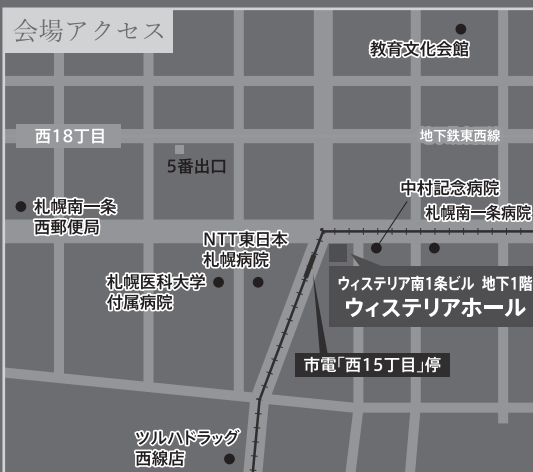 会場アクセス
教育文化会館
西18丁目
地下鉄東西線
5番出口
中村記念病院
札幌南一条
西郵便局
札幌南一条病院
NTT東日本
札幌病院
札幌医科大学
付属病院
ウィステリア南1条ビル 地下1階
ウィステリアホール
市電「西15丁目」停
ツルハドラッグ
西線店